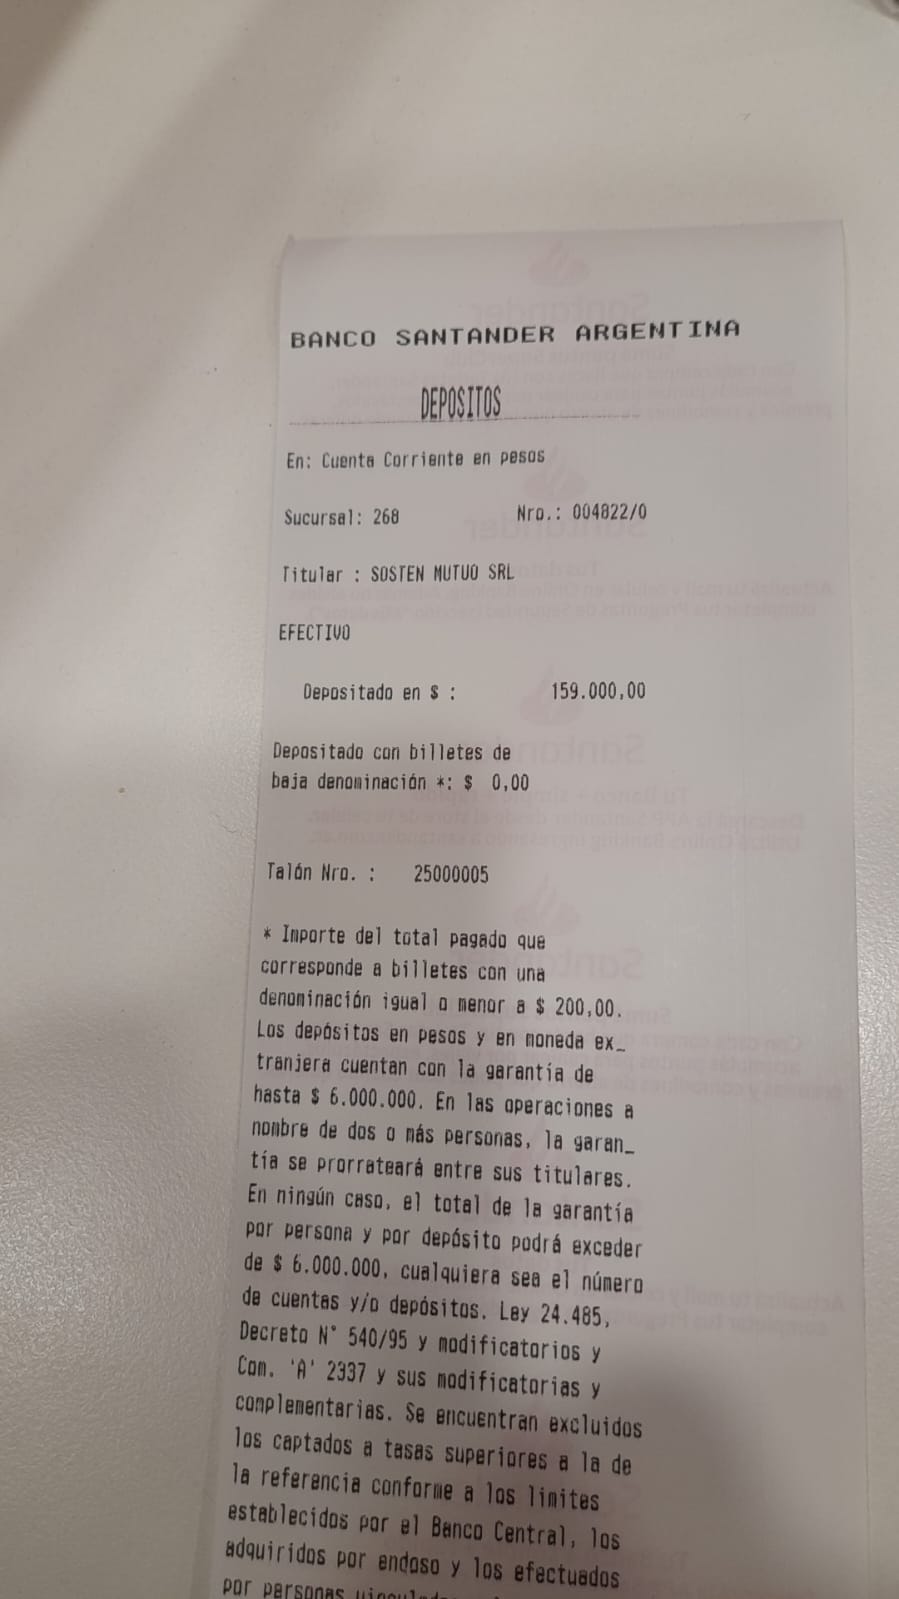 BANCO SANTANDER ARGENTINA
DEPOSITOS
En: Cuenta Corriente en pesos
Sucursal: 268 Nro.: 004822/0
Titular : SOSTEN MUTUO SRL
EFECTIVO
Depositado en $ : 159.000,00
Depositado con billetes de
baja denominación *: $ 0,00
Talón Nro. : 25000005
* Importe del total pagado que
corresponde a billetes con una
denominación igual o menor a $ 200,00.
Los depósitos en pesos y en moneda ex_
tranjera cuentan con la garantía de
hasta $ 6.000.000. En las operaciones a
nombre de dos o más personas, la garan_
tía se prorrateará entre sus titulares.
En ningún caso, el total de la garantía
por persona y por depósito podrá exceder
de $ 6.000.000, cualquiera sea el número
de cuentas y/o depósitos. Ley 24.485,
Decreto N° 540/95 y modificatorios y
Com. 'A' 2337 y sus modificatorias y
complementarias. Se encuentran excluidos
los captados a tasas superiores a la de
la referencia conforme a los limites
establecidos por el Banco Central, los
adquiridos por endoso y los efectuados
por personas